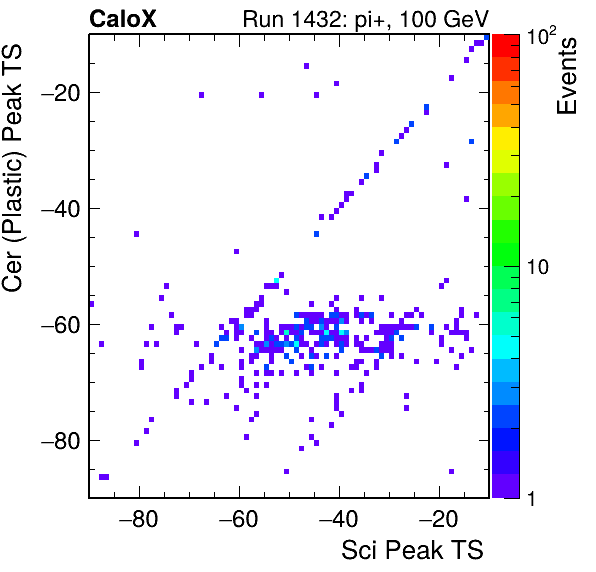 CaloX Run 1432: pi+, 100 GeV
Cer (Plastic) Peak TS
−20
−40
−60
−80
−80 −60 −40 −20
Sci Peak TS
10²
10
1
Events